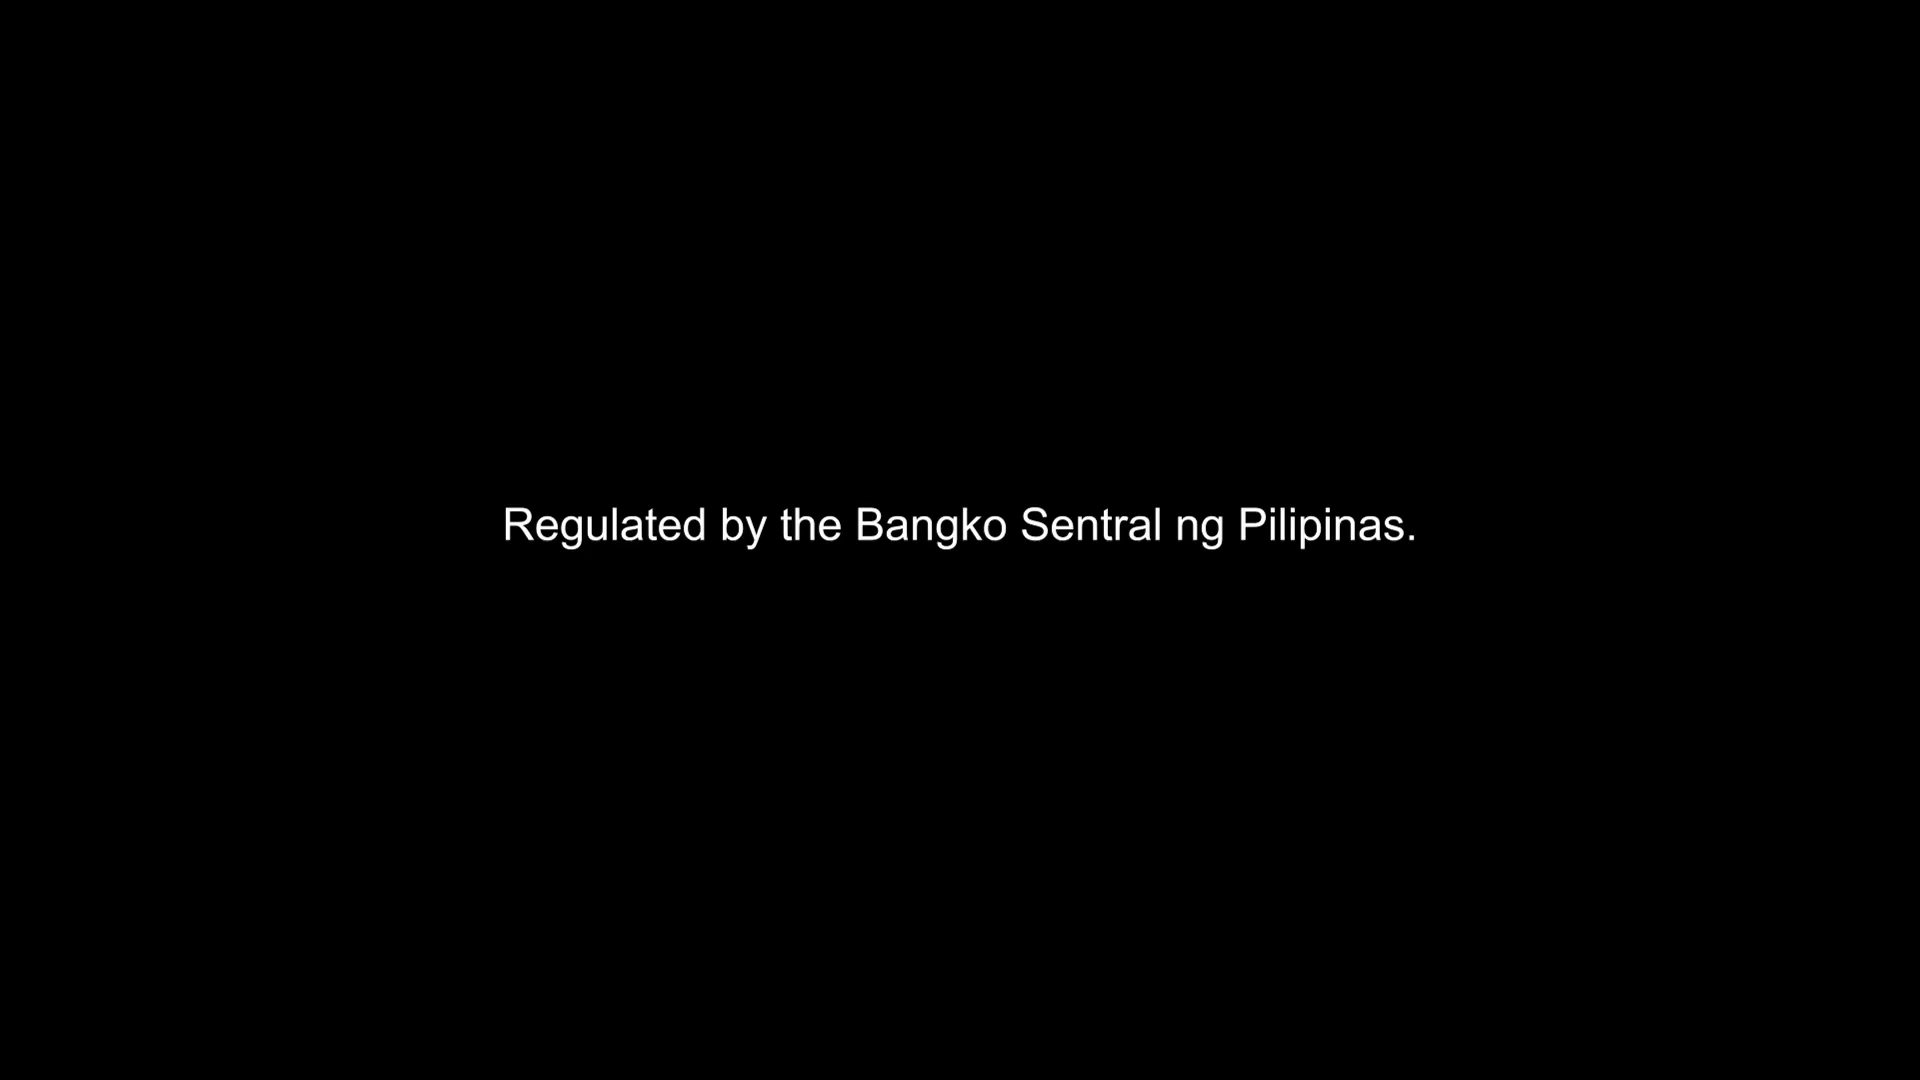 Regulated by the Bangko Sentral ng Pilipinas.